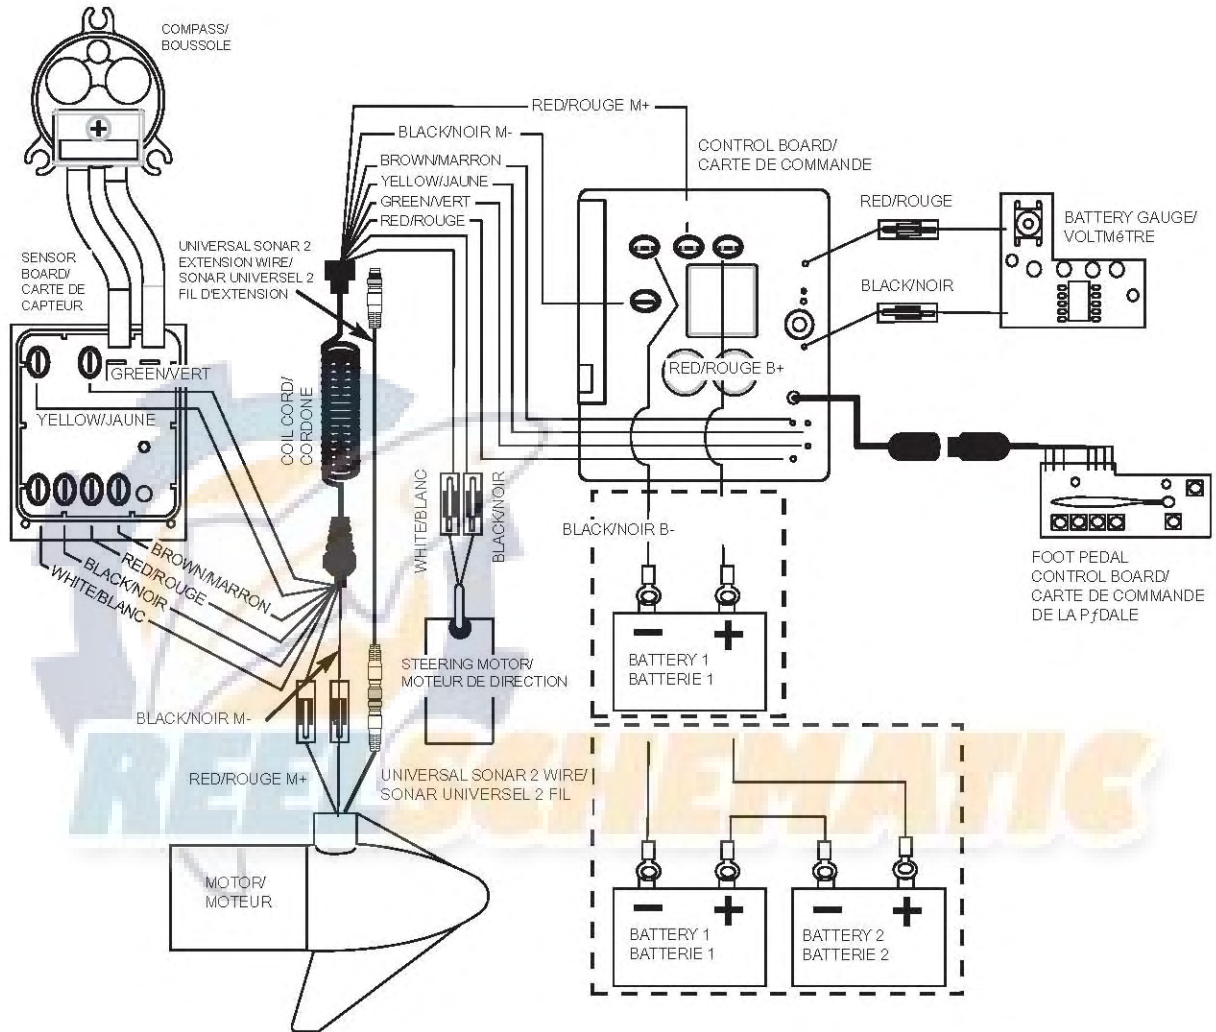 COMPASS/
BOUSSOLE
RED/ROUGE M+
BLACK/NOIR M-
BROWN/MARRON
YELLOW/JAUNE
GREEN/VERT
RED/ROUGE
CONTROL BOARD/
CARTE DE COMMANDE
RED/ROUGE
BATTERY GAUGE/
VOLTMéTRE
BLACK/NOIR
UNIVERSAL SONAR 2
EXTENSION WIRE/
SONAR UNIVERSEL 2
FIL D'EXTENSION
SENSOR
BOARD/
CARTE DE
CAPTEUR
GREEN/VERT
YELLOW/JAUNE
COIL CORD/
CORDONE
RED/ROUGE B+
WHITE/BLANC
BLACK/NOIR
BLACK/NOIR B-
BROWN/MARRON
RED/ROUGE
BLACK/NOIR
WHITE/BLANC
FOOT PEDAL
CONTROL BOARD/
CARTE DE COMMANDE
DE LA PƒDALE
- +
BATTERY 1
BATTERIE 1
STEERING MOTOR/
MOTEUR DE DIRECTION
BLACK/NOIR M-
REEL SCHEMATIC
RED/ROUGE M+
UNIVERSAL SONAR 2 WIRE/
SONAR UNIVERSEL 2 FIL
MOTOR/
MOTEUR
- +
BATTERY 1
BATTERIE 1
- +
BATTERY 2
BATTERIE 2